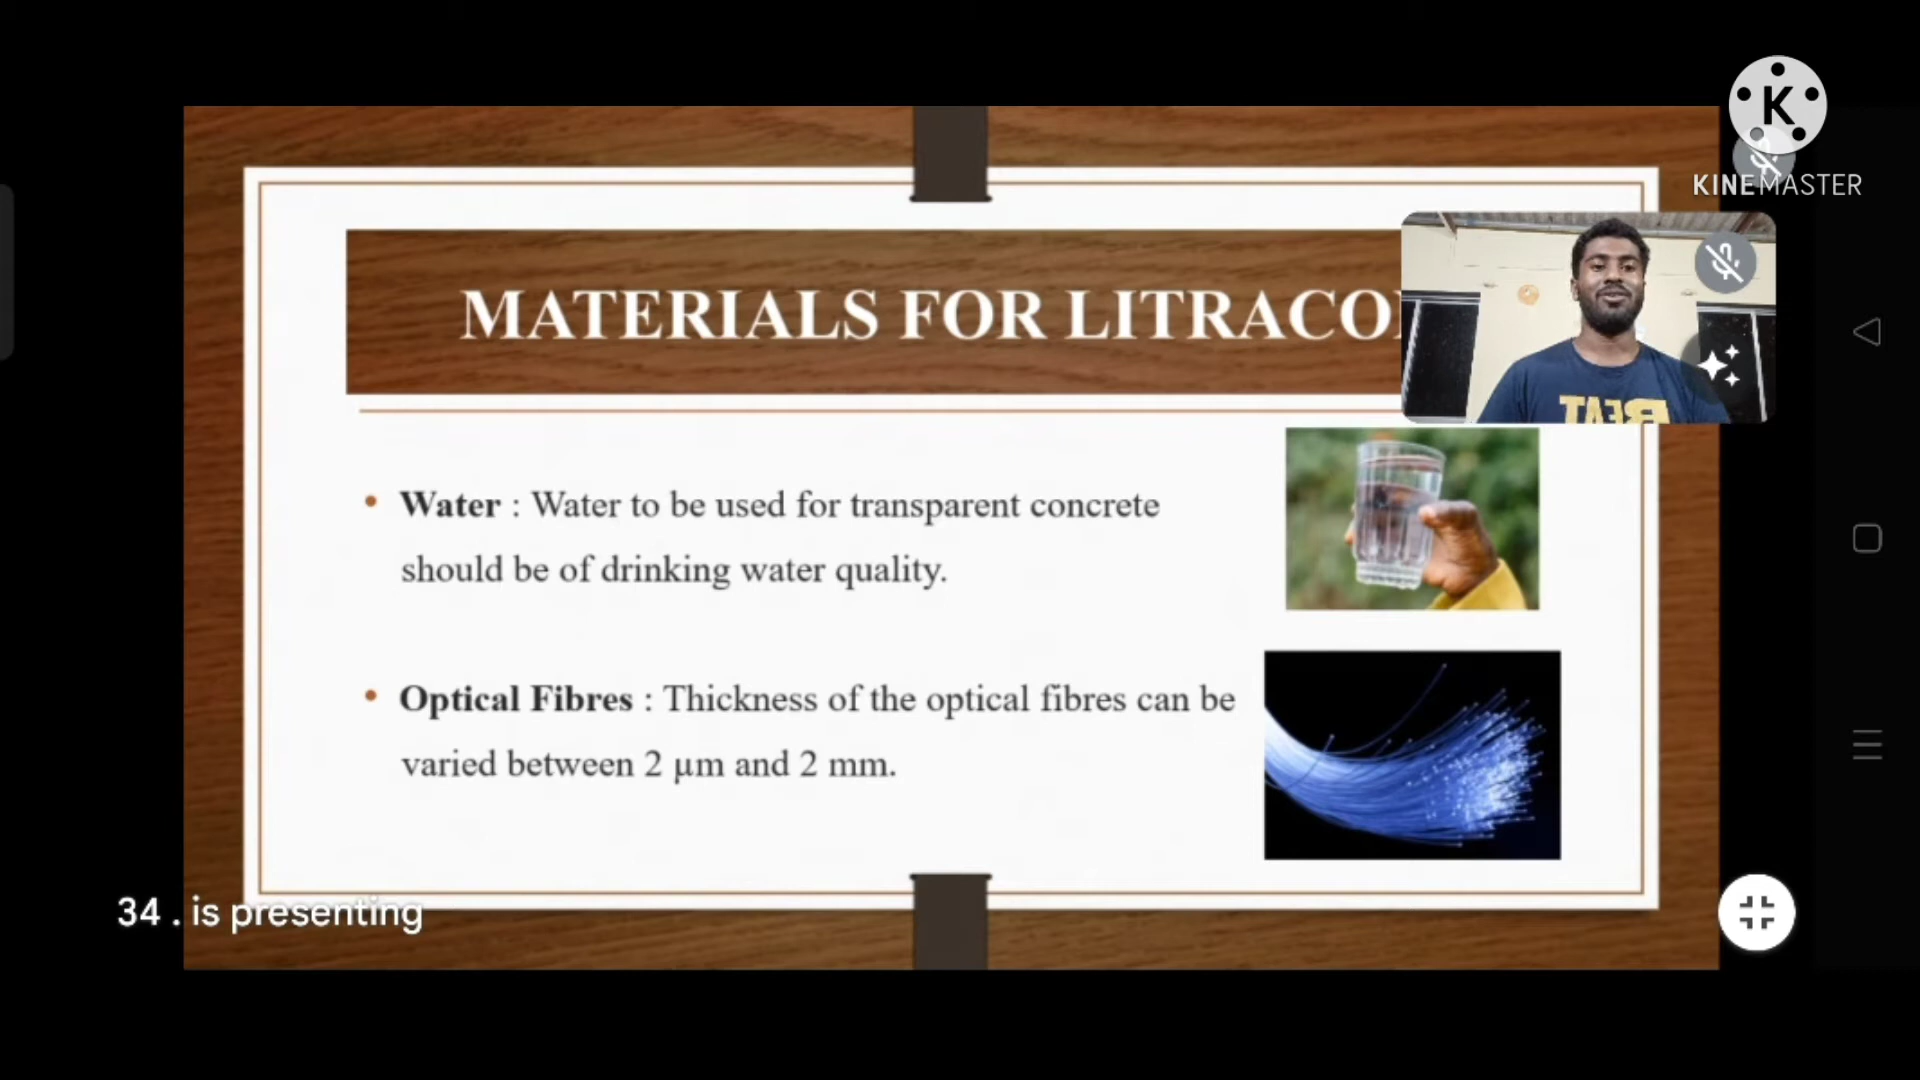 KINEMASTER
MATERIALS FOR LITRACO
Water : Water to be used for transparent concrete
should be of drinking water quality.
Optical Fibres : Thickness of the optical fibres can be
varied between 2 µm and 2 mm.
34 . is presenting